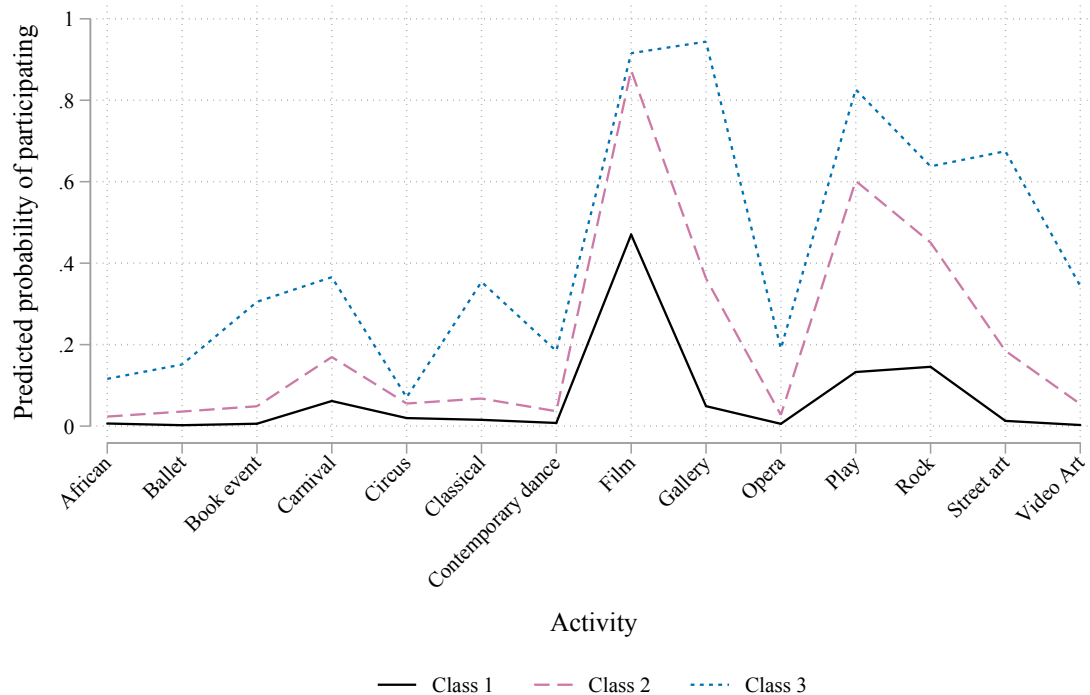 Predicted probability of participating
1
.8
.6
.4
.2
0
African
Ballet
Book event
Carnival
Circus
Classical
Contemporary dance
Film
Gallery
Opera
Play
Rock
Street art
Video Art
Activity
Class 1 Class 2 Class 3